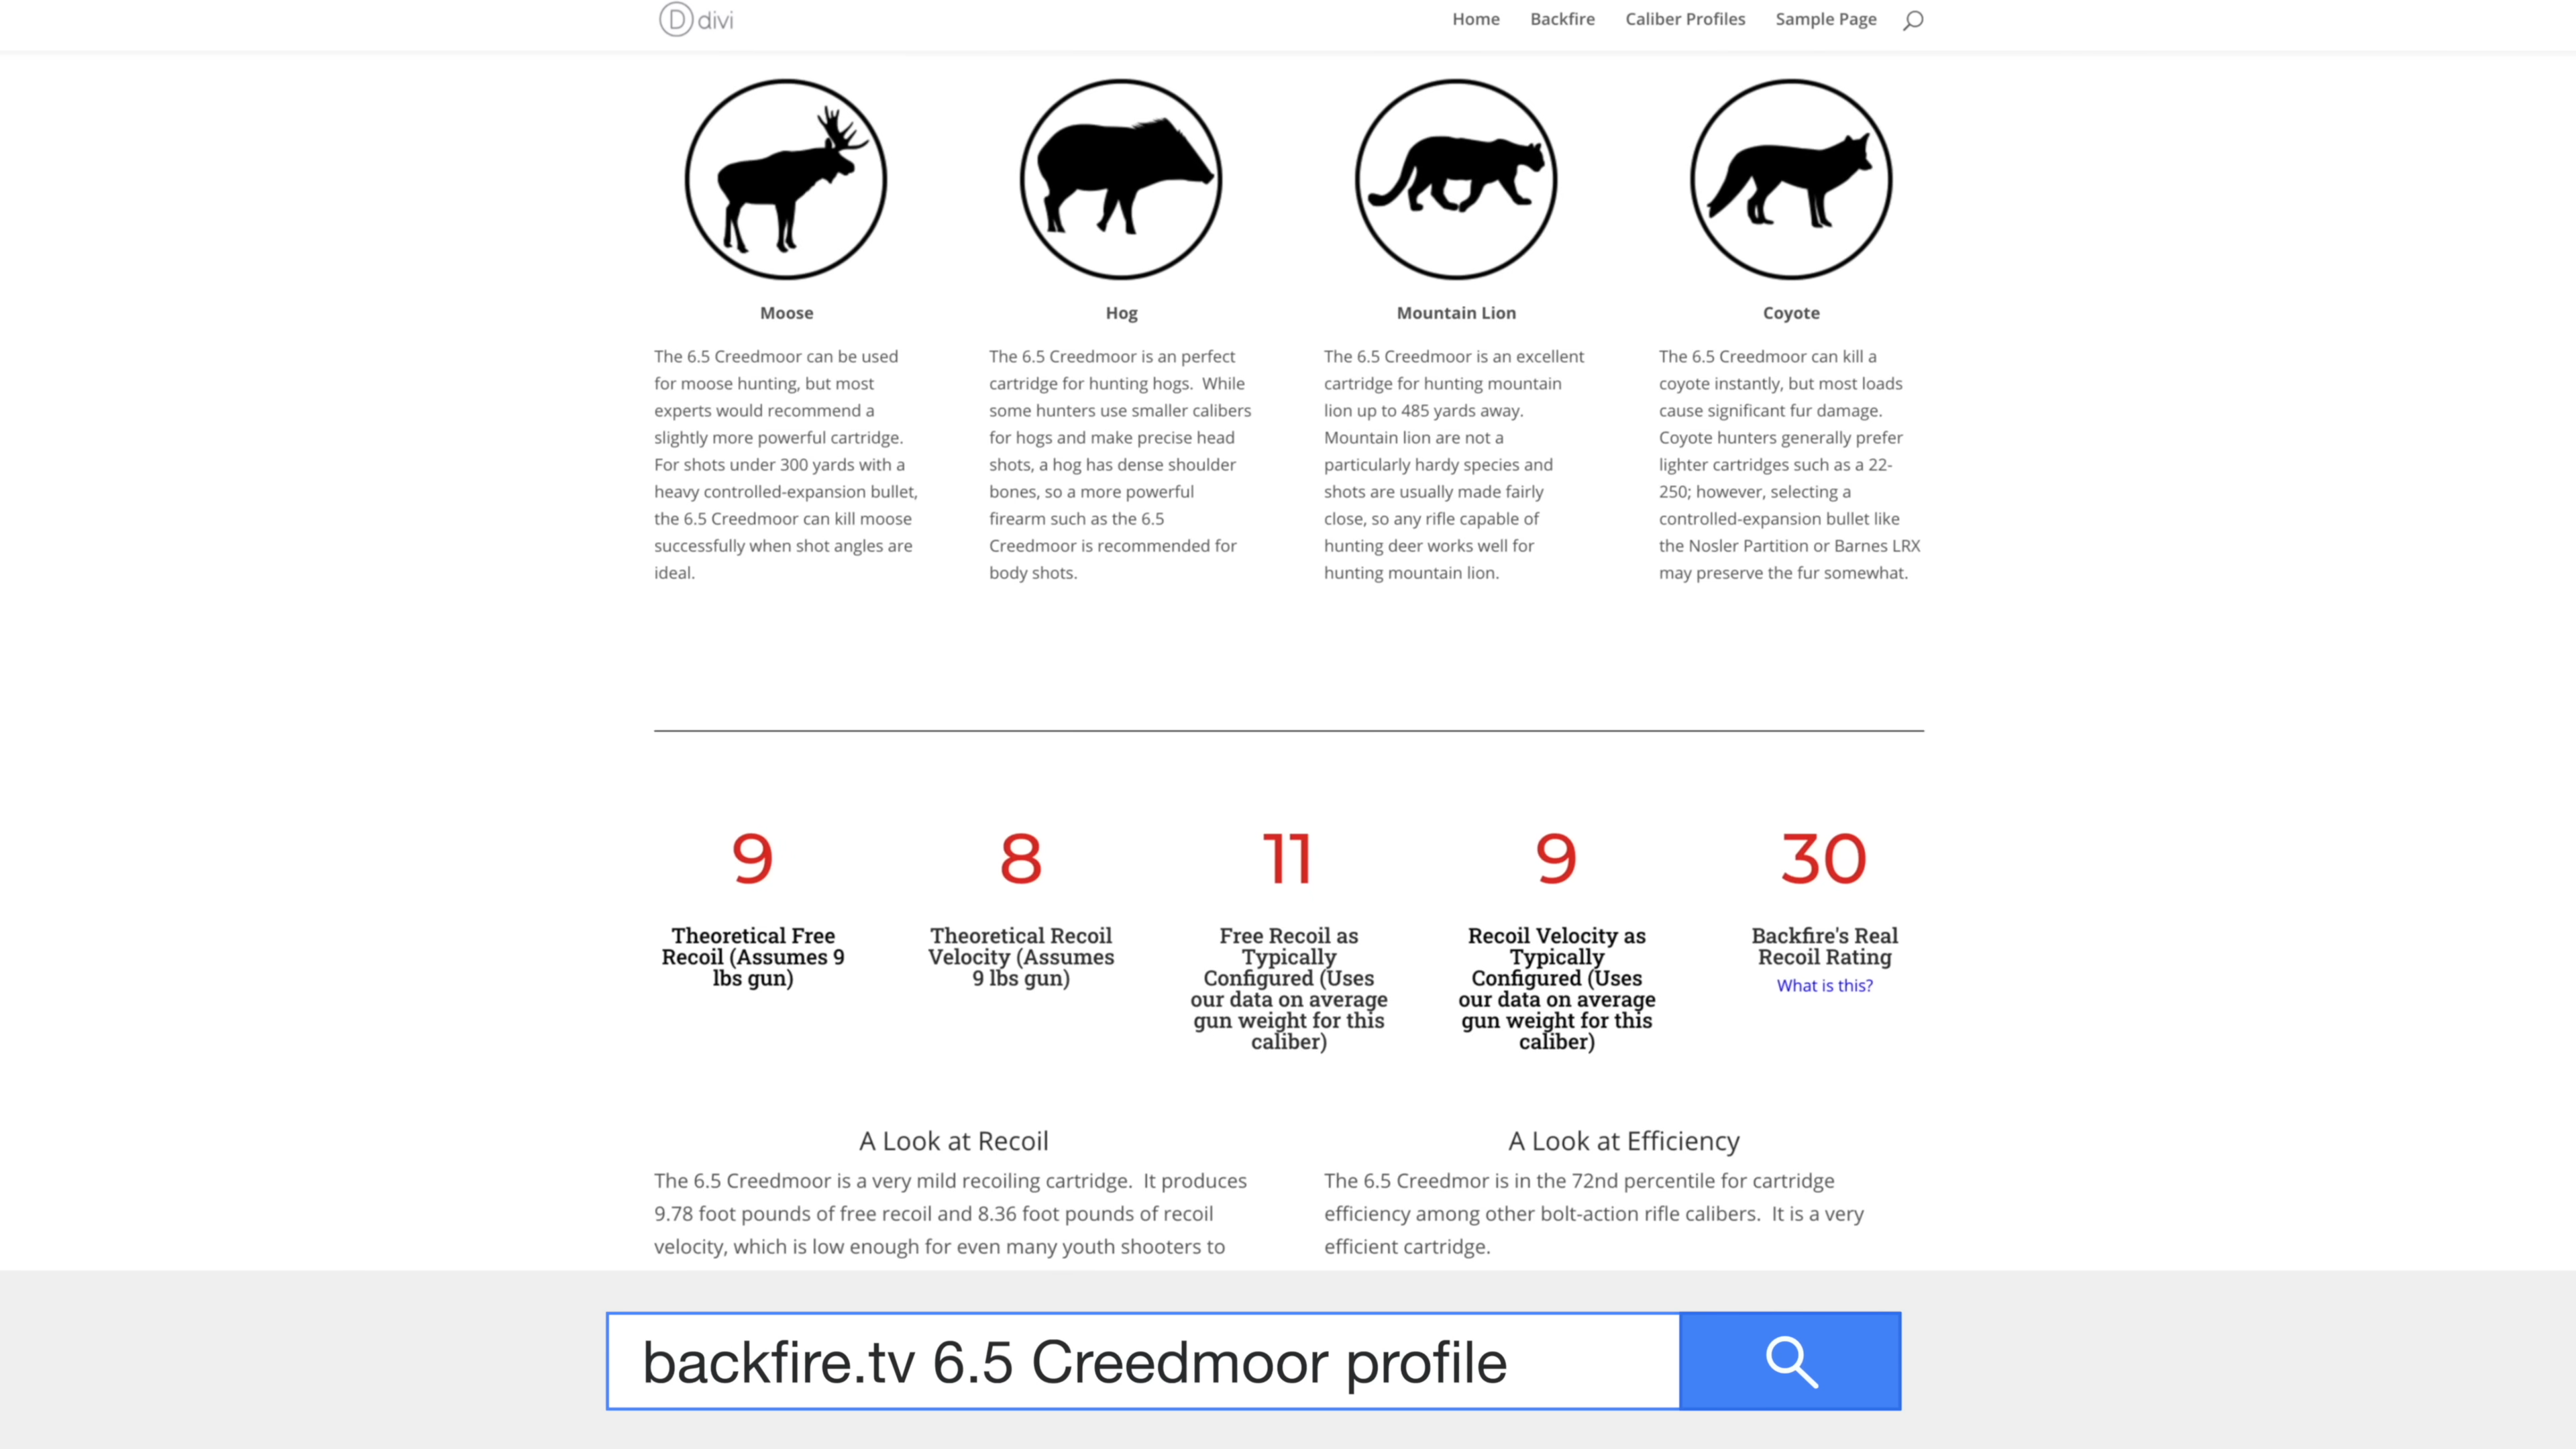 D divi
Home Backfire Caliber Profiles Sample Page
Moose
The 6.5 Creedmoor can be used
for moose hunting, but most
experts would recommend a
slightly more powerful cartridge.
For shots under 300 yards with a
heavy controlled-expansion bullet,
the 6.5 Creedmoor can kill moose
successfully when shot angles are
ideal.
Hog
The 6.5 Creedmoor is an perfect
cartridge for hunting hogs. While
some hunters use smaller calibers
for hogs and make precise head
shots, a hog has dense shoulder
bones, so a more powerful
firearm such as the 6.5
Creedmoor is recommended for
body shots.
Mountain Lion
The 6.5 Creedmoor is an excellent
cartridge for hunting mountain
lion up to 485 yards away.
Mountain lion are not a
particularly hardy species and
shots are usually made fairly
close, so any rifle capable of
hunting deer works well for
hunting mountain lion.
Coyote
The 6.5 Creedmoor can kill a
coyote instantly, but most loads
cause significant fur damage.
Coyote hunters generally prefer
lighter cartridges such as a 22-
250; however, selecting a
controlled-expansion bullet like
the Nosler Partition or Barnes LRX
may preserve the fur somewhat.
9
Theoretical Free
Recoil (Assumes 9
lbs gun)
8
Theoretical Recoil
Velocity (Assumes
9 lbs gun)
11
Free Recoil as
Typically
Configured (Uses
our data on average
gun weight for this
caliber)
9
Recoil Velocity as
Typically
Configured (Uses
our data on average
gun weight for this
caliber)
30
Backfire's Real
Recoil Rating
What is this?
A Look at Recoil
The 6.5 Creedmoor is a very mild recoiling cartridge. It produces
9.78 foot pounds of free recoil and 8.36 foot pounds of recoil
velocity, which is low enough for even many youth shooters to
A Look at Efficiency
The 6.5 Creedmor is in the 72nd percentile for cartridge
efficiency among other bolt-action rifle calibers. It is a very
efficient cartridge.
backfire.tv 6.5 Creedmoor profile